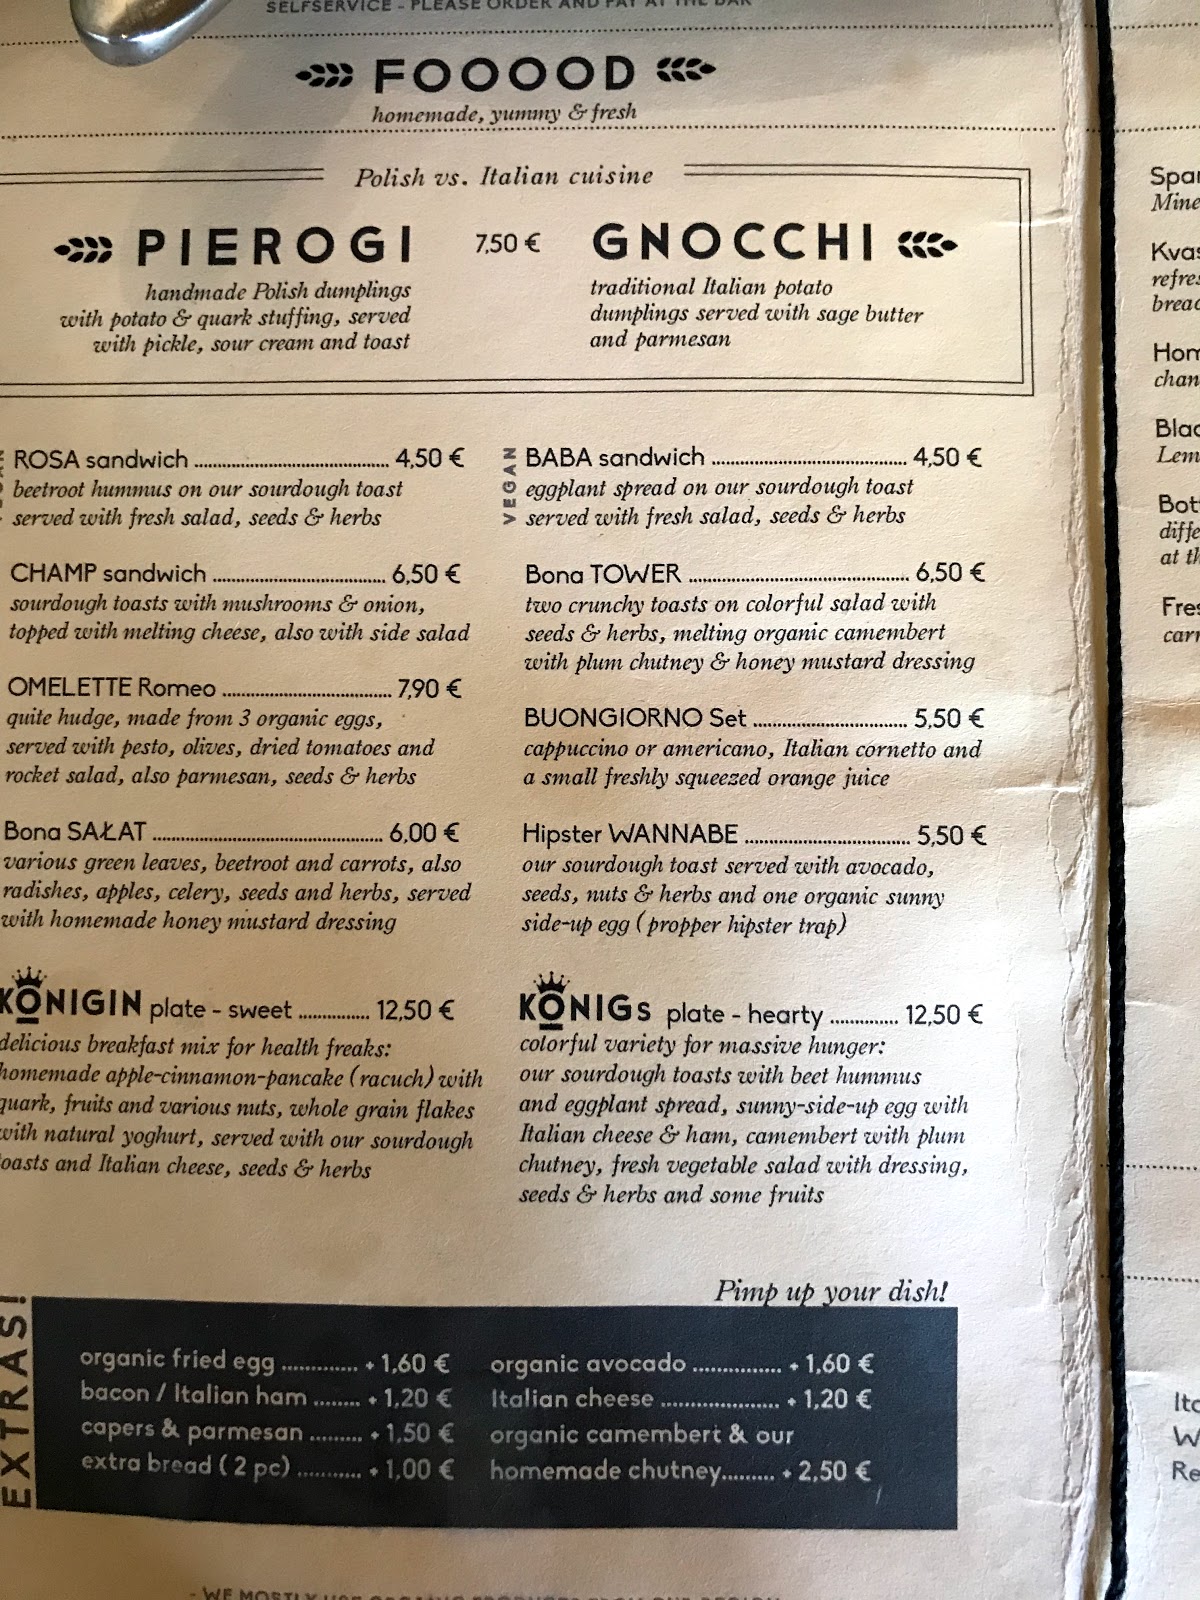 SELFSERVICE - PLEASE ORDER AND PAY AT THE BAR
FOOOOD
homemade, yummy & fresh
Polish vs. Italian cuisine
PIEROGI 7,50 €
handmade Polish dumplings
with potato & quark stuffing, served
with pickle, sour cream and toast
GNOCCHI
traditional Italian potato
dumplings served with sage butter
and parmesan
ROSA sandwich 4,50 €
beetroot hummus on our sourdough toast
served with fresh salad, seeds & herbs
CHAMP sandwich 6,50 €
sourdough toasts with mushrooms & onion,
topped with melting cheese, also with side salad
OMELETTE Romeo 7,90 €
quite hudge, made from 3 organic eggs,
served with pesto, olives, dried tomatoes and
rocket salad, also parmesan, seeds & herbs
Bona SAŁAT 6,00 €
various green leaves, beetroot and carrots, also
radishes, apples, celery, seeds and herbs, served
with homemade honey mustard dressing
KÖNIGIN plate - sweet 12,50 €
delicious breakfast mix for health freaks:
homemade apple-cinnamon-pancake (racuch) with
quark, fruits and various nuts, whole grain flakes
with natural yoghurt, served with our sourdough
toasts and Italian cheese, seeds & herbs
VEGAN
BABA sandwich 4,50 €
eggplant spread on our sourdough toast
served with fresh salad, seeds & herbs
Bona TOWER 6,50 €
two crunchy toasts on colorful salad with
seeds & herbs, melting organic camembert
with plum chutney & honey mustard dressing
BUONGIORNO Set 5,50 €
cappuccino or americano, Italian cornetto and
a small freshly squeezed orange juice
Hipster WANNABE 5,50 €
our sourdough toast served with avocado,
seeds, nuts & herbs and one organic sunny
side-up egg (propper hipster trap)
KÖNIGs plate - hearty 12,50 €
colorful variety for massive hunger:
our sourdough toasts with beet hummus
and eggplant spread, sunny-side-up egg with
Italian cheese & ham, camembert with plum
chutney, fresh vegetable salad with dressing,
seeds & herbs and some fruits
Pimp up your dish!
EXTRAS!
organic fried egg + 1,60 €
bacon / Italian ham + 1,20 €
capers & parmesan + 1,50 €
extra bread (2 pc) + 1,00 €
organic avocado + 1,60 €
Italian cheese + 1,20 €
organic camembert & our
homemade chutney + 2,50 €